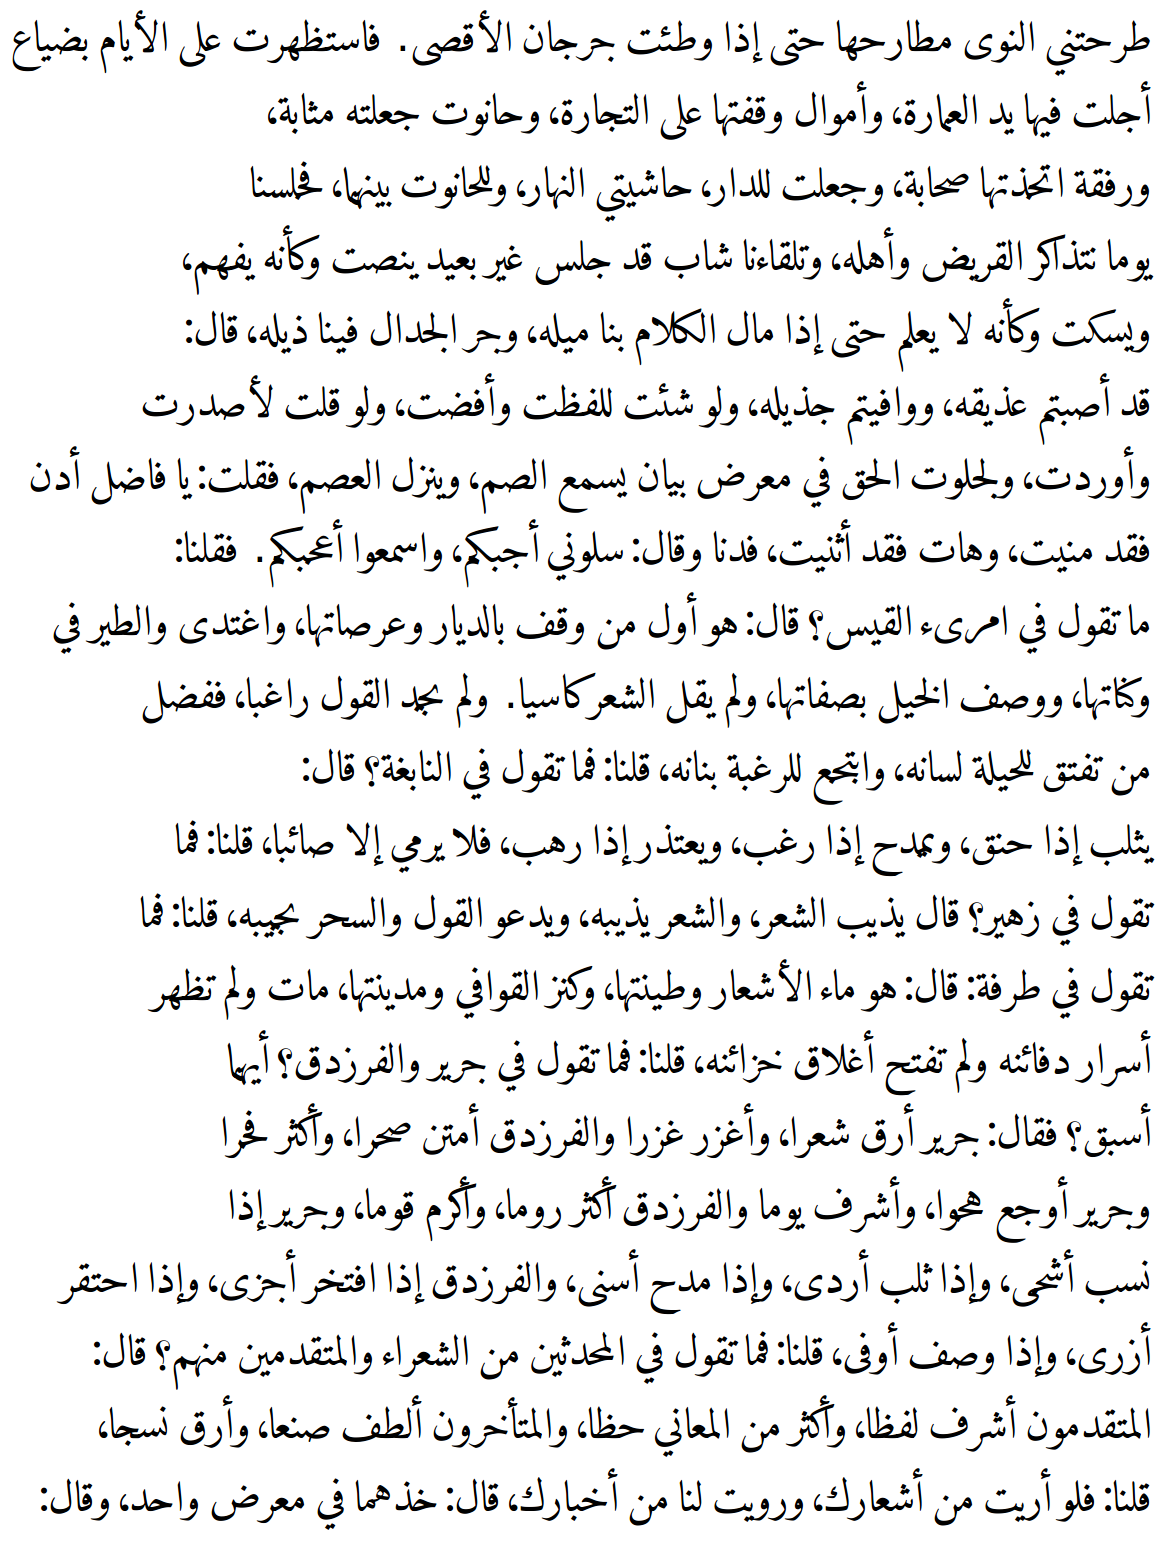 طرحتني النوى مطارحها حتى إذا وطئت جرجان الأقصى. فاستظهرت على الأيام بضياع
أجلت فيها يد العمارة، وأموال وقفتها على التجارة، وحانوت جعلته مثابة،
ورفقة اتخذتها صحابة، وجعلت للدار، حاشيتي النهار، وللحانوت بينهما، فجلسنا
يوما نتذاكر القريض وأهله، وتلقاءنا شاب قد جلس غير بعيد ينصت وكأنه يفهم،
ويسكت وكأنه لا يعلم حتى إذا مال الكلام بنا ميله، وجر الجدال فينا ذيله، قال:
قد أصبتم عذيقه، ووافيتم جذيله، ولو شئت للفظت وأفضت، ولو قلت لأصدرت
وأوردت، ولجلوت الحق في معرض بيان يسمع الصم، وينزل العصم، فقلت: يا فاضل أدن
فقد منيت، وهات فقد أثنيت، فدنا وقال: سلوني أجبكم، واسمعوا أعجبكم. فقلنا:
ما تقول في امرىء القيس؟ قال: هو أول من وقف بالديار وعرصاتها، واغتدى والطير في
وكناتها، ووصف الخيل بصفاتها، ولم يقل الشعر كاسيا. ولم يجد القول راغبا، ففضل
من تفتق للحيلة لسانه، وانتجع للرغبة بنانه، قلنا: فما تقول في النابغة؟ قال:
يثلب إذا حنق، ويمدح إذا رغب، ويعتذر إذا رهب، فلا يرمي إلا صائبا، قلنا: فما
تقول في زهير؟ قال يذيب الشعر، والشعر يذيبه، ويدعو القول والسحر يجيبه، قلنا: فما
تقول في طرفة: قال: هو ماء الأشعار وطينتها، وكنز القوافي ومدينتها، مات ولم تظهر
أسرار دفائنه ولم تفتح أغلاق خزائنه، قلنا: فما تقول في جرير والفرزدق؟ أيهما
أسبق؟ فقال: جرير أرق شعرا، وأغزر غزرا والفرزدق أمتن صخرا، وأكثر فخرا
وجرير أوجع هجوا، وأشرف يوما والفرزدق أكثر روما، وأكرم قوما، وجرير إذا
نسب أشجى، وإذا ثلب أردى، وإذا مدح أسنى، والفرزدق إذا افتخر أجزى، وإذا احتقر
أزرى، وإذا وصف أوفى، قلنا: فما تقول في المحدثين من الشعراء والمتقدمين منهم؟ قال:
المتقدمون أشرف لفظا، وأكثر من المعاني حظا، والمتأخرون ألطف صنعا، وأرق نسجا،
قلنا: فلو أريت من أشعارك، ورويت لنا من أخبارك، قال: خذهما في معرض واحد، وقال: